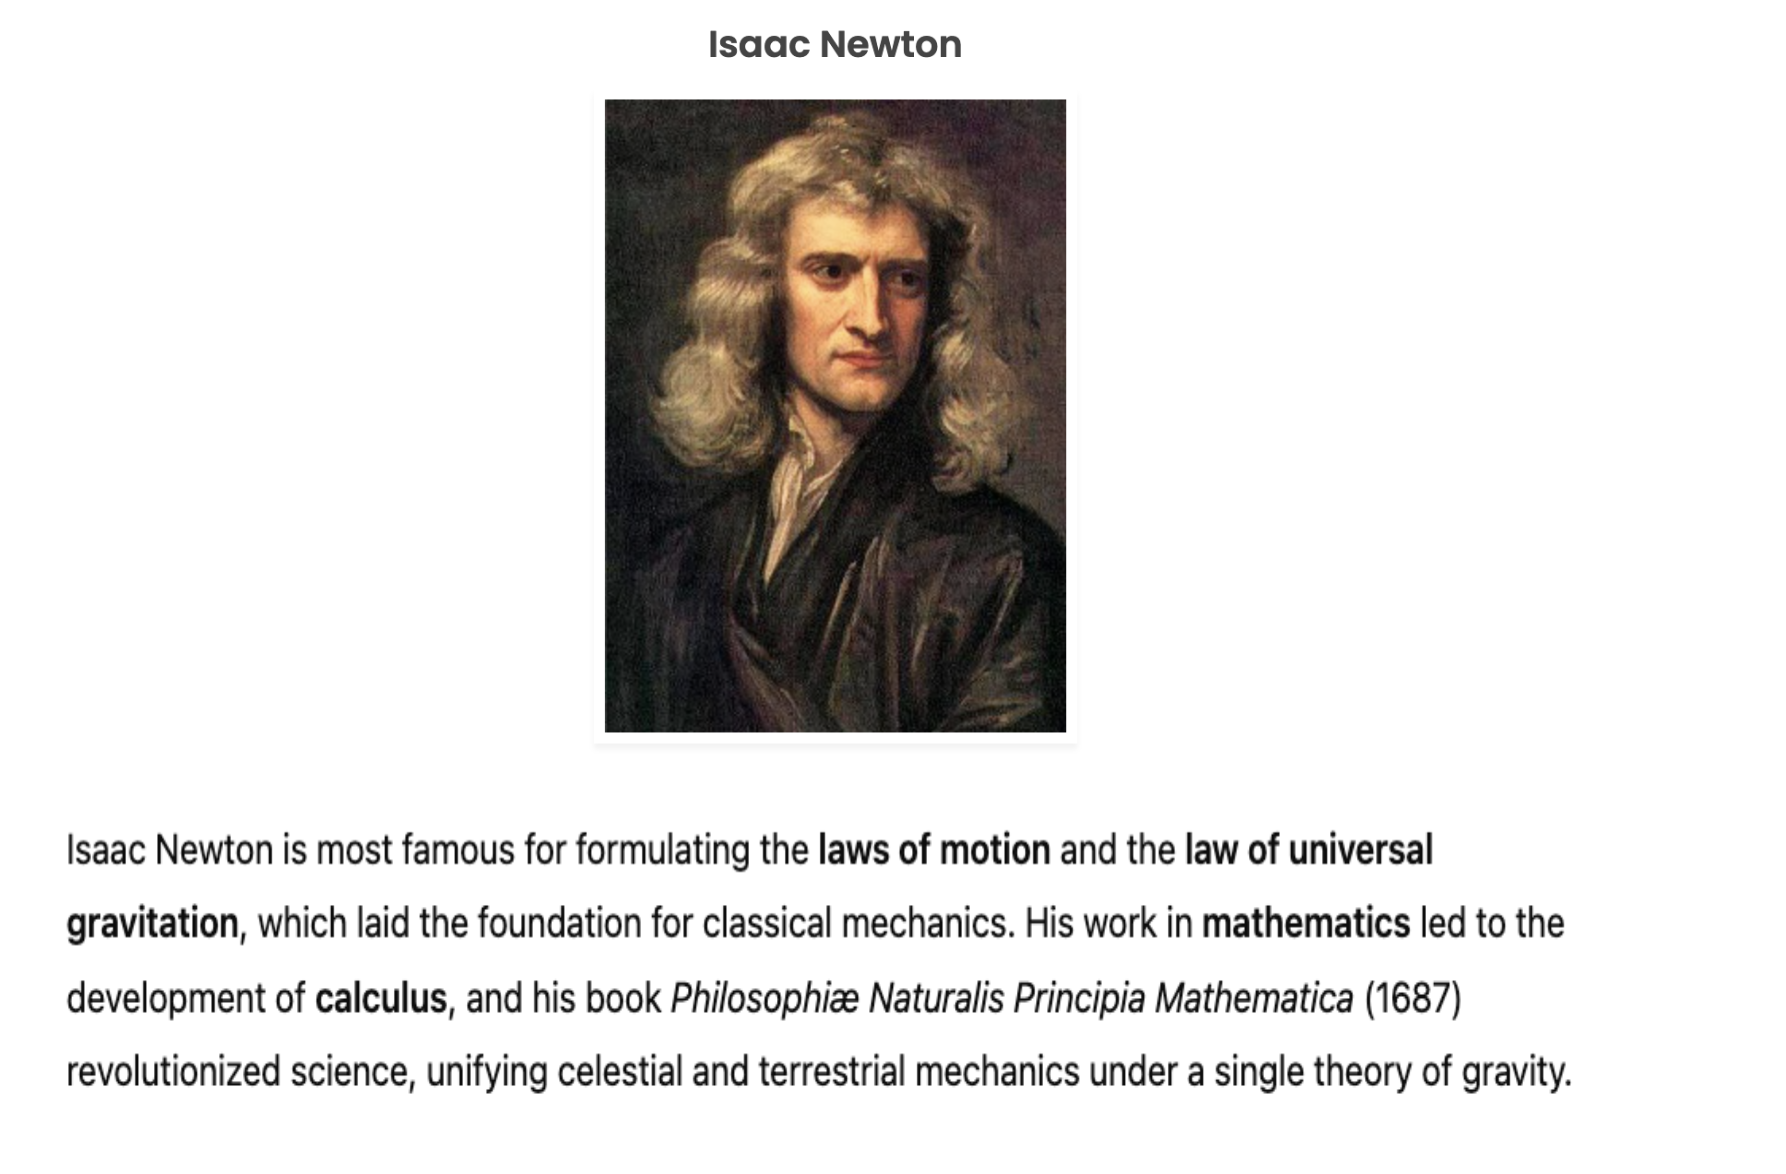 Isaac Newton
Isaac Newton is most famous for formulating the laws of motion and the law of universal
gravitation, which laid the foundation for classical mechanics. His work in mathematics led to the
development of calculus, and his book Philosophiæ Naturalis Principia Mathematica (1687)
revolutionized science, unifying celestial and terrestrial mechanics under a single theory of gravity.